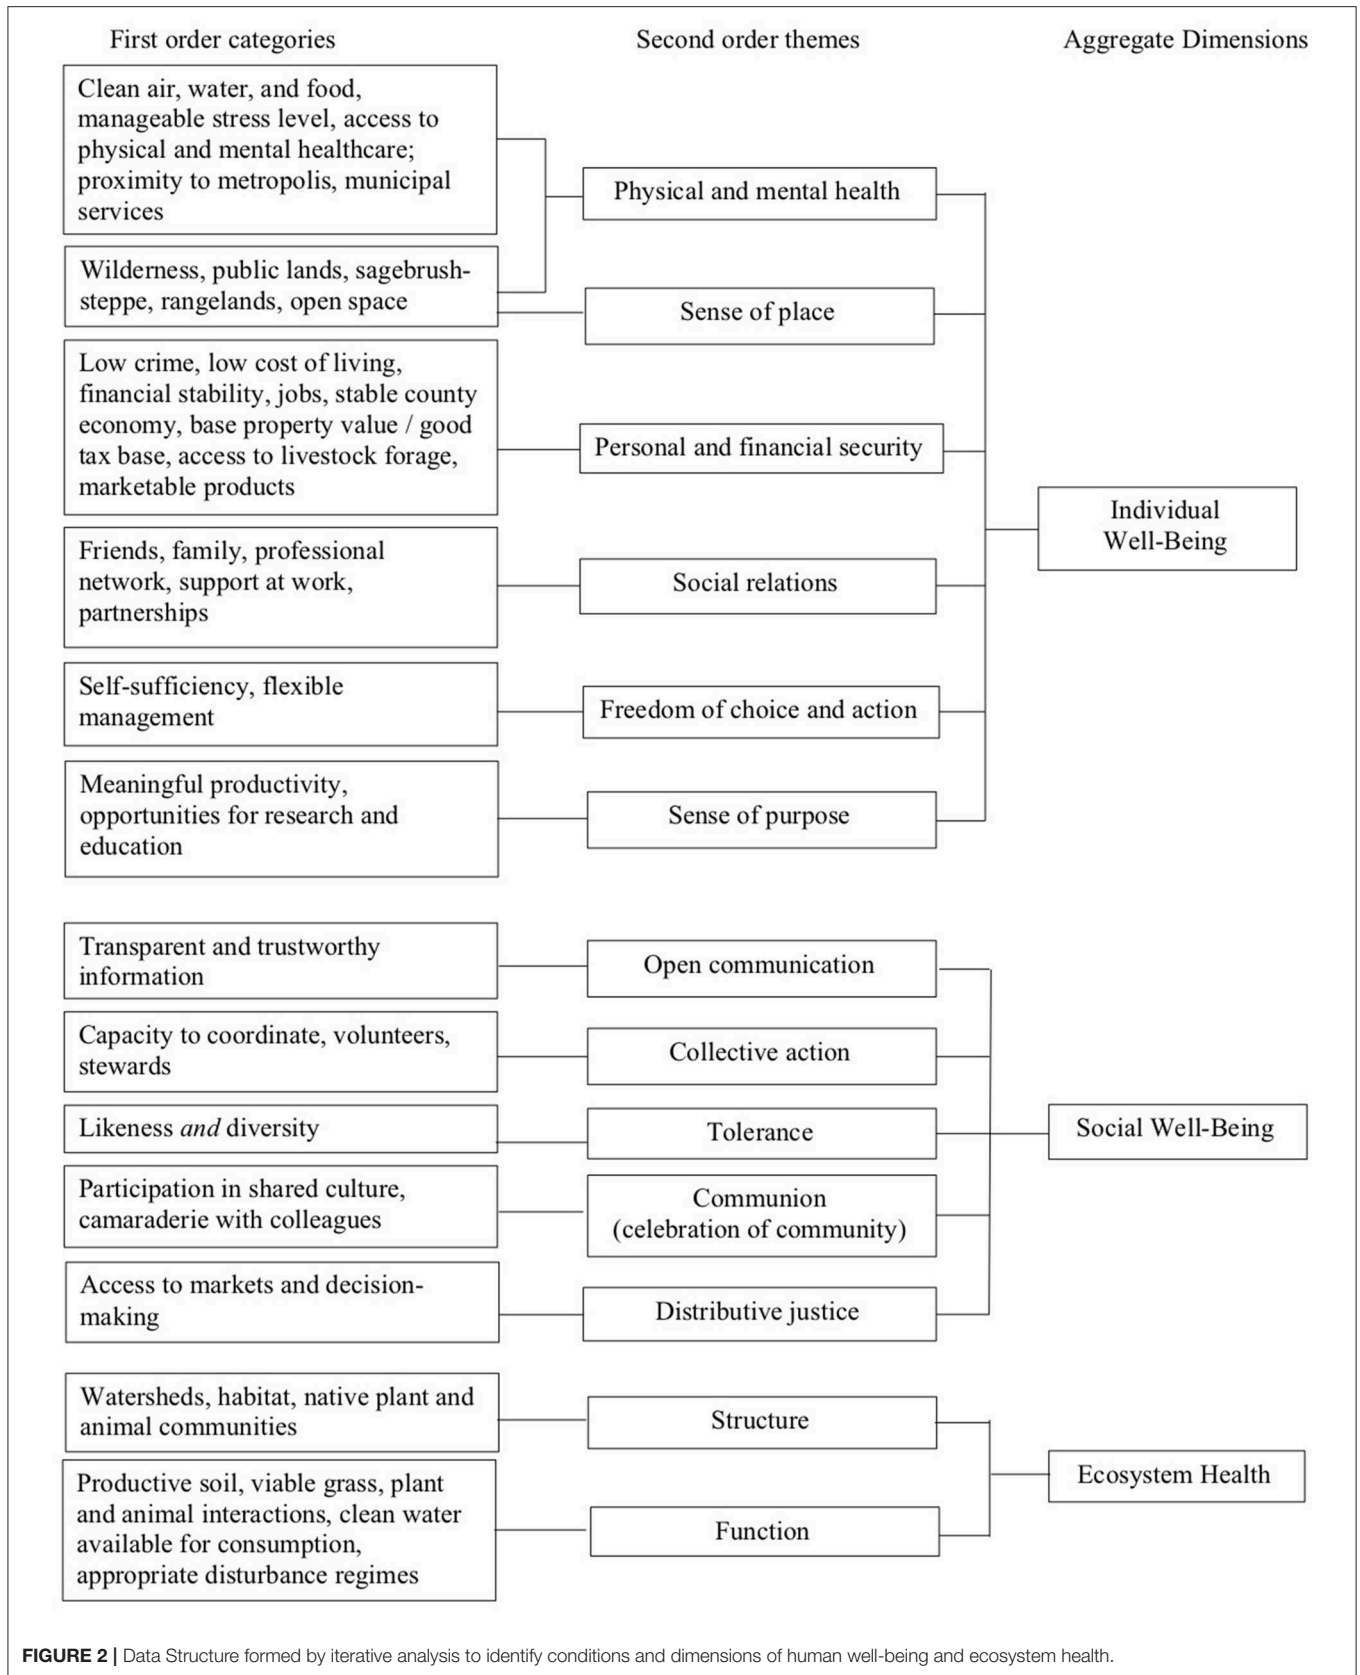 First order categories
Second order themes
Aggregate Dimensions
Clean air, water, and food,
manageable stress level, access to
physical and mental healthcare;
proximity to metropolis, municipal
services
Physical and mental health
Wilderness, public lands, sagebrush-
steppe, rangelands, open space
Sense of place
Low crime, low cost of living,
financial stability, jobs, stable county
economy, base property value / good
tax base, access to livestock forage,
marketable products
Personal and financial security
Individual
Well-Being
Friends, family, professional
network, support at work,
partnerships
Social relations
Self-sufficiency, flexible
management
Freedom of choice and action
Meaningful productivity,
opportunities for research and
education
Sense of purpose
Transparent and trustworthy
information
Open communication
Capacity to coordinate, volunteers,
stewards
Collective action
Likeness and diversity
Tolerance
Social Well-Being
Participation in shared culture,
camaraderie with colleagues
Communion
(celebration of community)
Access to markets and decision-
making
Distributive justice
Watersheds, habitat, native plant and
animal communities
Structure
Ecosystem Health
Productive soil, viable grass, plant
and animal interactions, clean water
available for consumption,
appropriate disturbance regimes
Function
FIGURE 2 | Data Structure formed by iterative analysis to identify conditions and dimensions of human well-being and ecosystem health.